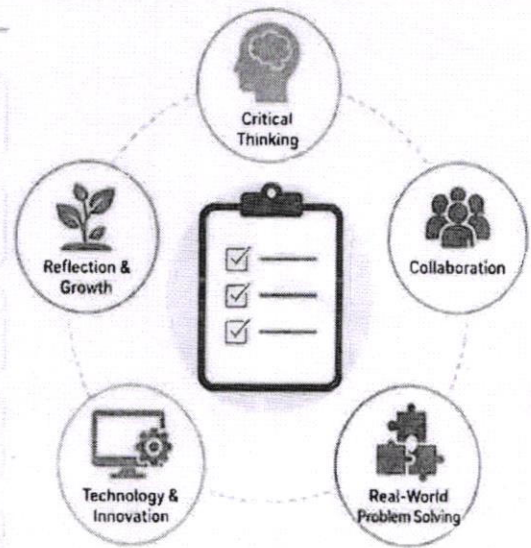 Critical
Thinking
Collaboration
Real-World
Problem Solving
Technology &
Innovation
Reflection &
Growth